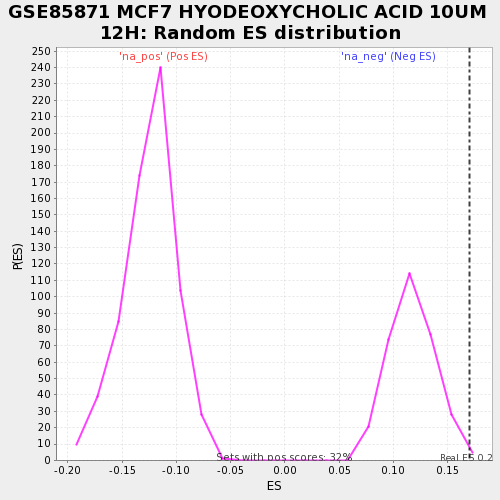 GSE85871 MCF7 HYODEOXYCHOLIC ACID 10UM
12H: Random ES distribution
'na_pos' (Pos ES)
'na_neg' (Neg ES)
P(ES)
250
240
230
220
210
200
190
180
170
160
150
140
130
120
110
100
90
80
70
60
50
40
30
20
10
0
Sets with pos scores: 32%
Real ES 0.2
-0.20 -0.15 -0.10 -0.05 0.00 0.05 0.10 0.15
ES